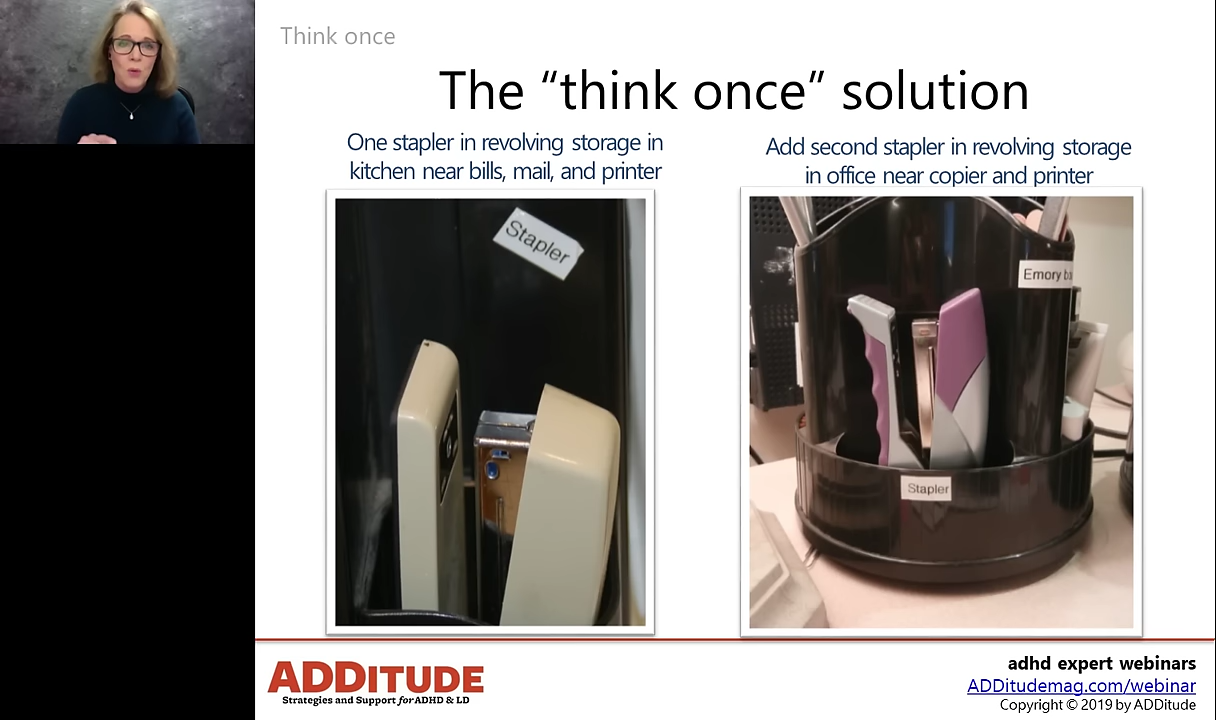 Think once
The “think once” solution
One stapler in revolving storage in
kitchen near bills, mail, and printer
Add second stapler in revolving storage
in office near copier and printer
Stapler
Emory
Stapler
ADDITUDE
Strategies and Support for ADHD & LD
adhd expert webinars
ADDitudemag.com/webinar
Copyright © 2019 by ADDitude